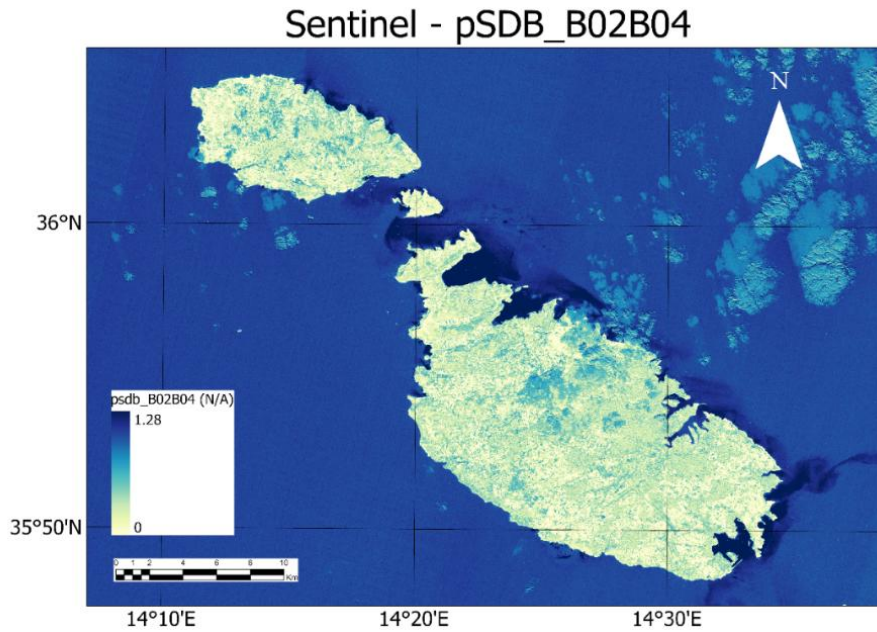 Sentinel - pSDB_B02B04
N
36°N
psdb_B02B04 (N/A)
1.28
0
35°50'N
0 1 2 4 6 8 10
Km
14°10'E 14°20'E 14°30'E